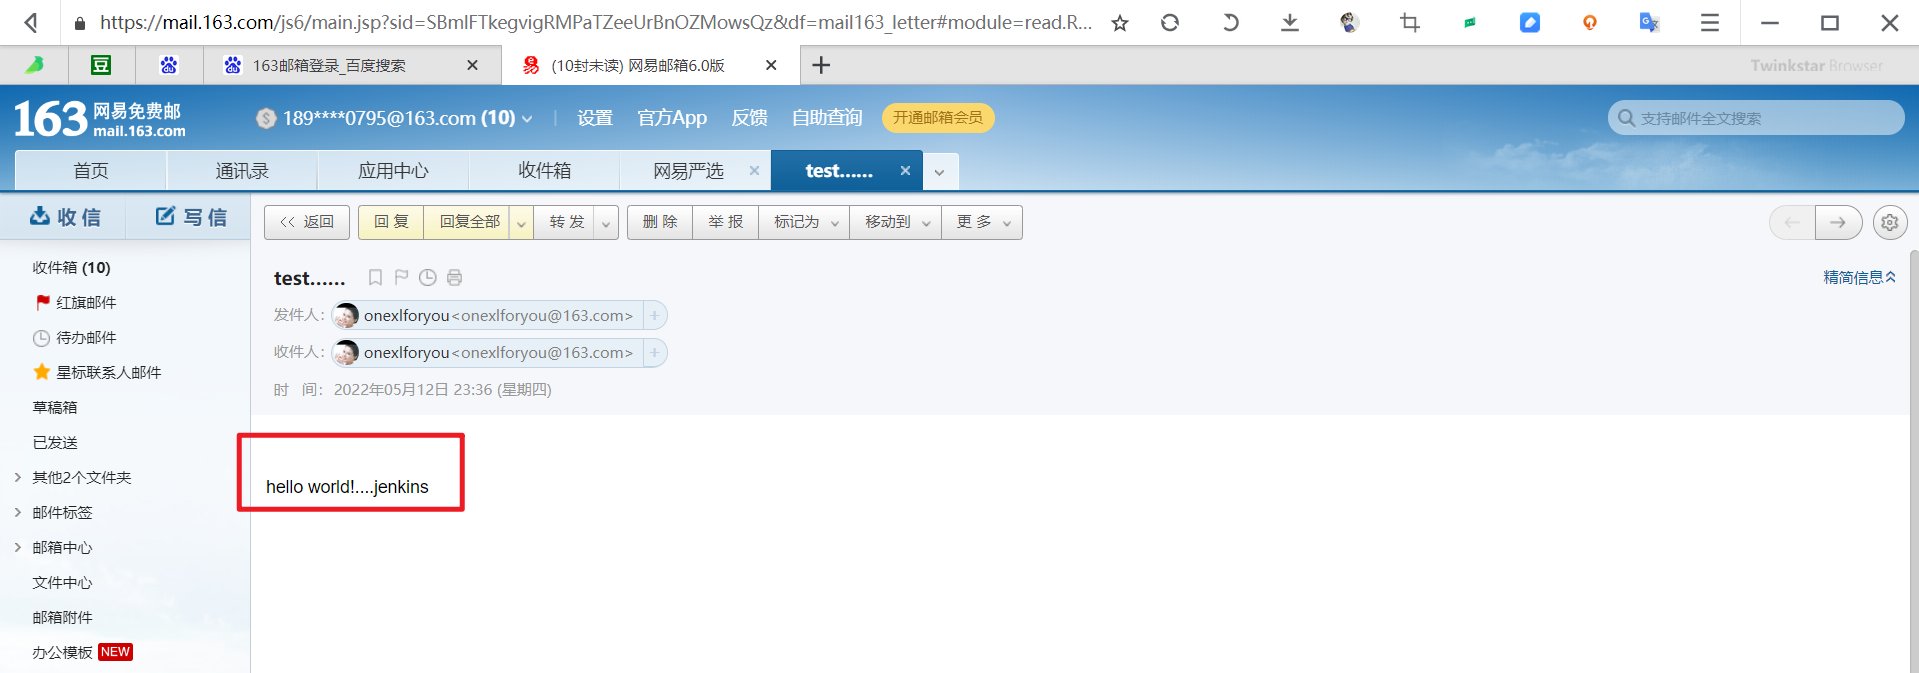 https://mail.163.com/js6/main.jsp?sid=SBmlFTkegvigRMPaTZeeUrBnOZMowsQz&df=mail163_letter#module=read.R...
豆
163邮箱登录_百度搜索
(10封未读) 网易邮箱6.0版
Twinkstar Browser
163 网易免费邮
mail.163.com
189****0795@163.com (10)
设置
官方App
反馈
自助查询
开通邮箱会员
支持邮件全文搜索
首页
通讯录
应用中心
收件箱
网易严选
test......
收信
写信
<< 返回
回 复
回复全部
转 发
删 除
举 报
标记为
移动到
更 多
收件箱 (10)
红旗邮件
待办邮件
星标联系人邮件
草稿箱
已发送
其他2个文件夹
邮件标签
邮箱中心
文件中心
邮箱附件
办公模板 NEW
test......
精简信息
发件人： onexlforyou<onexlforyou@163.com> +
收件人： onexlforyou<onexlforyou@163.com> +
时 间： 2022年05月12日 23:36 (星期四)
hello world!....jenkins